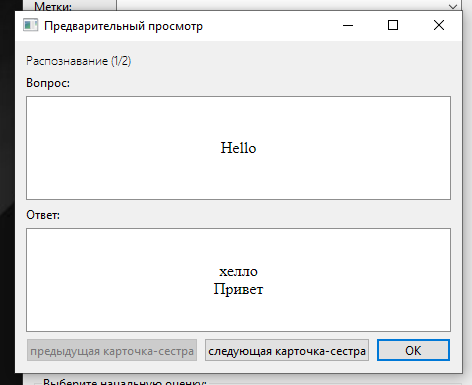 Метки:
Предварительный просмотр
Распознавание (1/2)
Вопрос:
Hello
Ответ:
хелло
Привет
предыдущая карточка-сестра
следующая карточка-сестра
OK
Выберите начальную оценку: